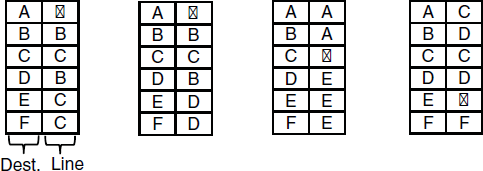 A A A A A C
B B B B B A B D
C C C C C C C
D B D B D E D D
E C E D E E E
F C F D F E F F
Dest. Line